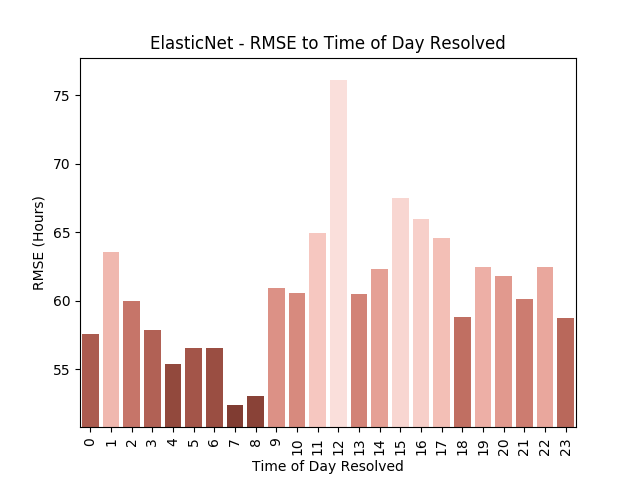 ElasticNet - RMSE to Time of Day Resolved
75
70
65
60
55
RMSE (Hours)
0 1 2 3 4 5 6 7 8 9 10 11 12 13 14 15 16 17 18 19 20 21 22 23
Time of Day Resolved